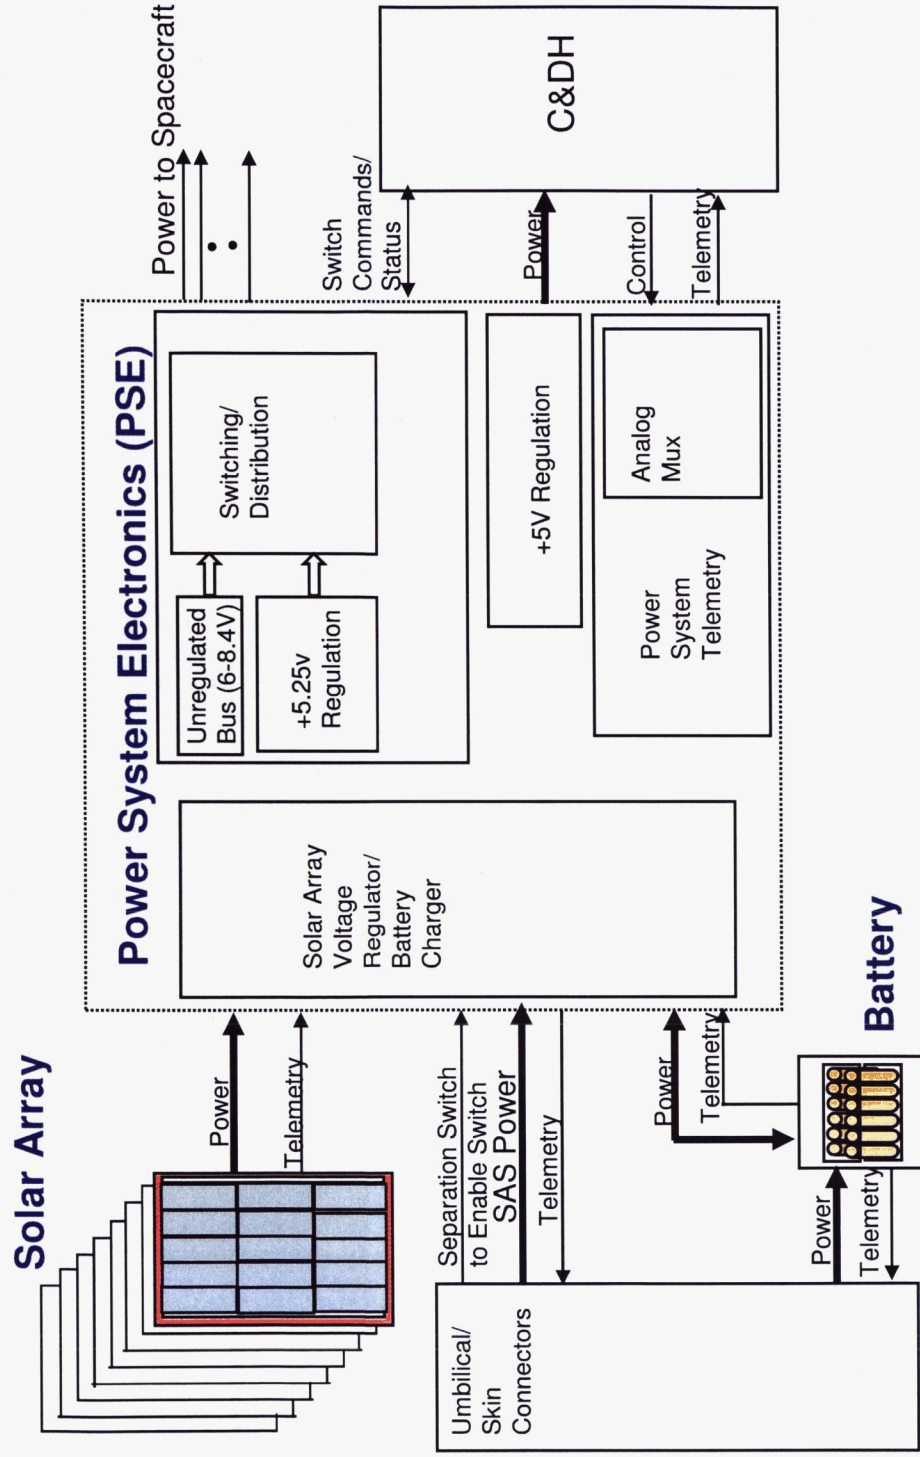 Solar Array
Power System Electronics (PSE)
Power to Spacecraft
Power
Telemetry
Solar Array
Voltage
Regulator/
Battery
Charger
Unregulated
Bus (6-8.4V)
+5.25v
Regulation
Switching/
Distribution
Switch
Commands/
Status
C&DH
Umbilical/
Skin
Connectors
Separation Switch
to Enable Switch
SAS Power
Telemetry
+5V Regulation
Power
Power
System
Telemetry
Analog
Mux
Control
Telemetry
Power
Telemetry
Power
Telemetry
Battery